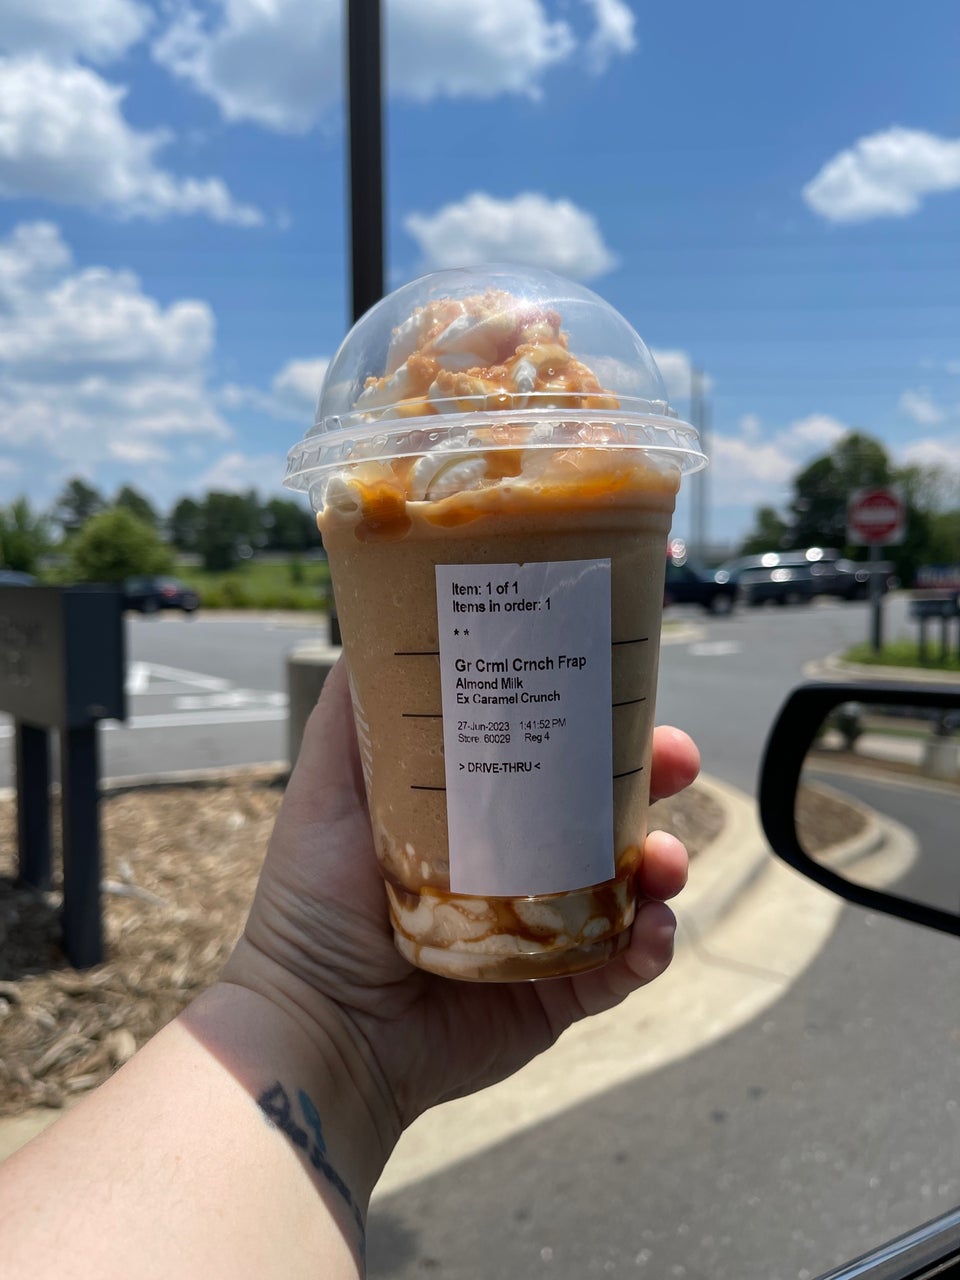 Item: 1 of 1
Items in order: 1
**
Gr Crml Crnch Frap
Almond Milk
Ex Caramel Crunch
27-Jun-2023 1:41:52 PM
Store: 60029 Reg 4
> DRIVE-THRU <